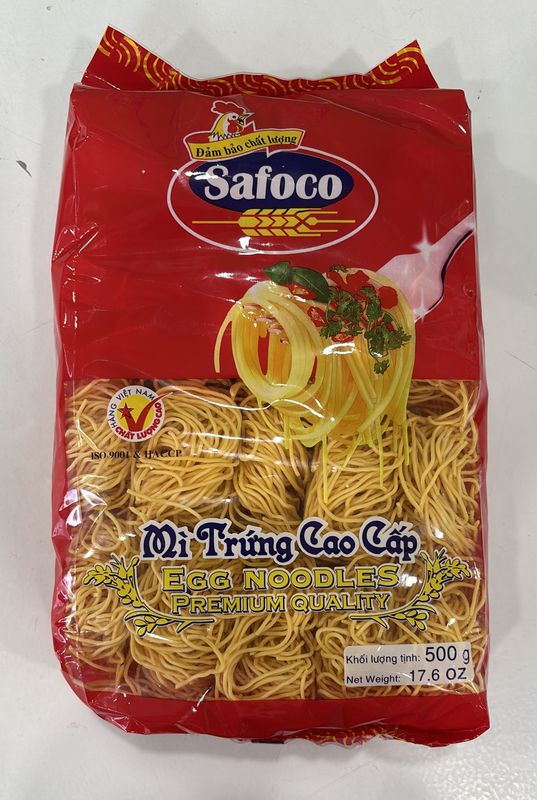 Đảm bảo chất lượng
Safoco
HÀNG VIỆT NAM
CHẤT LƯỢNG CAO
ISO 9001 & HACCP
Mì Trứng Cao Cấp
EGG NOODLES
PREMIUM QUALITY
Khối lượng tịnh: 500 g
Net Weight: 17.6 OZ